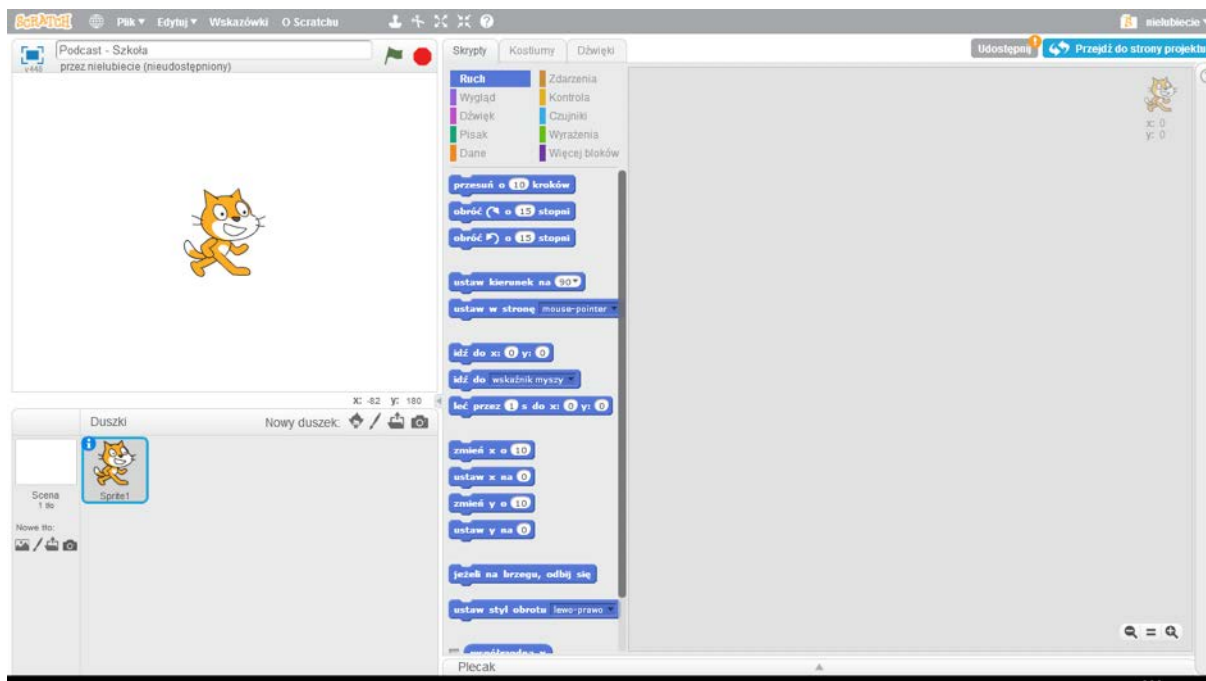 SCRATCH Plik Edytuj Wskazówki O Scratchu nielubiecie
Podcast - Szkoła
przez nielubiecie (nieudostępniony)
v448
Skrypty Kostiumy Dźwięki
Udostępnij Przejdź do strony projektu
Ruch Zdarzenia
Wygląd Kontrola
Dźwięk Czujniki
Pisak Wyrażenia
Dane Więcej bloków
x: 0
y: 0
przesuń o 10 kroków
obróć o 15 stopni
obróć o 15 stopni
ustaw kierunek na 90
ustaw w stronę mouse-pointer
idź do x: 0 y: 0
idź do wskaźnik myszy
leć przez 1 s do x: 0 y: 0
zmień x o 10
ustaw x na 0
zmień y o 10
ustaw y na 0
jeżeli na brzegu, odbij się
ustaw styl obrotu lewo-prawo
X: -82 y: 180
Duszki Nowy duszek:
Scena
1 tło
Sprite1
Nowe tło:
Plecak